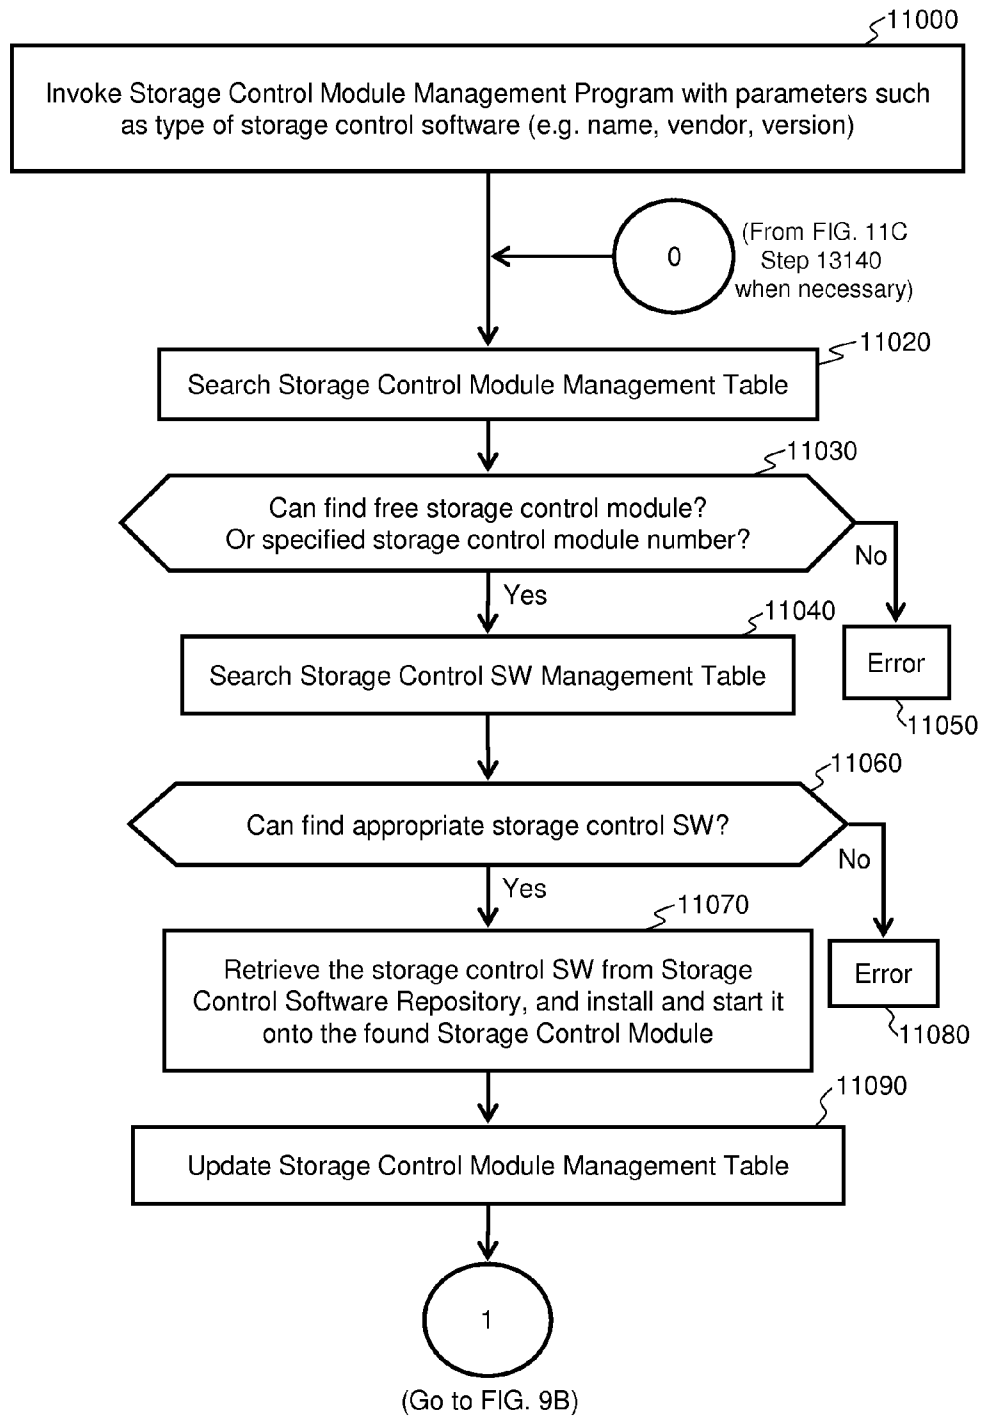 11000
Invoke Storage Control Module Management Program with parameters such
as type of storage control software (e.g. name, vendor, version)
0
(From FIG. 11C
Step 13140
when necessary)
11020
Search Storage Control Module Management Table
11030
Can find free storage control module?
Or specified storage control module number?
No
Yes
11040
Search Storage Control SW Management Table
Error
11050
11060
Can find appropriate storage control SW?
No
Yes
11070
Retrieve the storage control SW from Storage
Control Software Repository, and install and start it
onto the found Storage Control Module
Error
11080
11090
Update Storage Control Module Management Table
1
(Go to FIG. 9B)